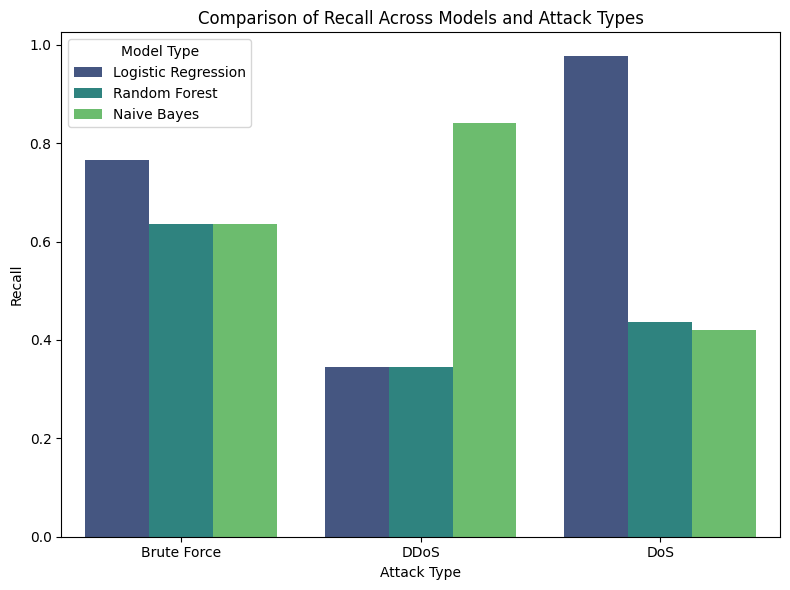 Comparison of Recall Across Models and Attack Types
Model Type
Logistic Regression
Random Forest
Naive Bayes
1.0
0.8
0.6
0.4
0.2
0.0
Recall
Brute Force
DDoS
DoS
Attack Type